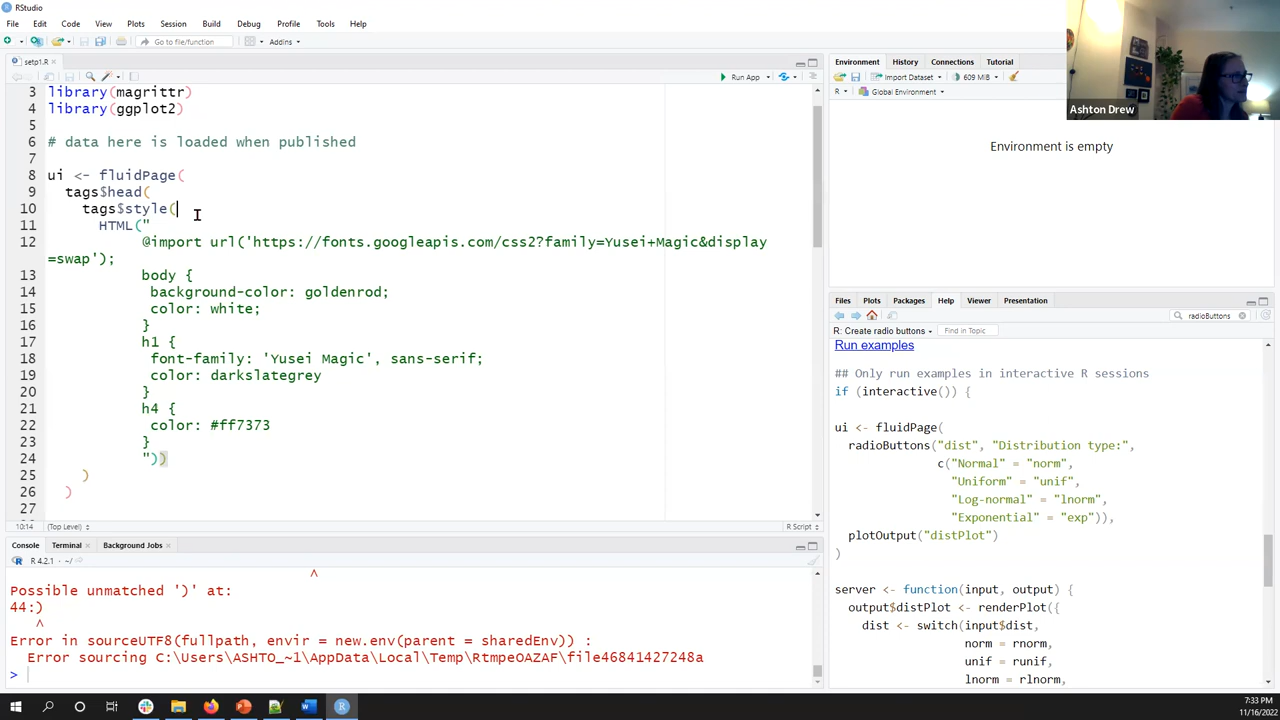 RStudio
File Edit Code View Plots Session Build Debug Profile Tools Help
Go to file/function Addins
setp1.R
Run App
3 library(magrittr)
4 library(ggplot2)
5
6 # data here is loaded when published
7
8 ui <- fluidPage(
9 tags$head(
10 tags$style(
11 HTML("
12 @import url('https://fonts.googleapis.com/css2?family=Yusei+Magic&display
=swap');
13 body {
14 background-color: goldenrod;
15 color: white;
16 }
17 h1 {
18 font-family: 'Yusei Magic', sans-serif;
19 color: darkslategrey
20 }
21 h4 {
22 color: #ff7373
23 }
24 "))
25 )
26 )
27
10:14 (Top Level) R Script
Console Terminal Background Jobs
R 4.2.1 · ~/
^
Possible unmatched ')' at:
44:)
^
Error in sourceUTF8(fullpath, envir = new.env(parent = sharedEnv)) :
Error sourcing C:\Users\ASHTO_~1\AppData\Local\Temp\RtmpeOAZAF\file46841427248a
>
Environment History Connections Tutorial
Import Dataset 609 MiB
R Global Environment
Environment is empty
Ashton Drew
Files Plots Packages Help Viewer Presentation
radioButtons
R: Create radio buttons Find in Topic
Run examples
## Only run examples in interactive R sessions
if (interactive()) {
ui <- fluidPage(
radioButtons("dist", "Distribution type:",
c("Normal" = "norm",
"Uniform" = "unif",
"Log-normal" = "lnorm",
"Exponential" = "exp")),
plotOutput("distPlot")
)
server <- function(input, output) {
output$distPlot <- renderPlot({
dist <- switch(input$dist,
norm = rnorm,
unif = runif,
lnorm = rlnorm,
7:33 PM
11/16/2022